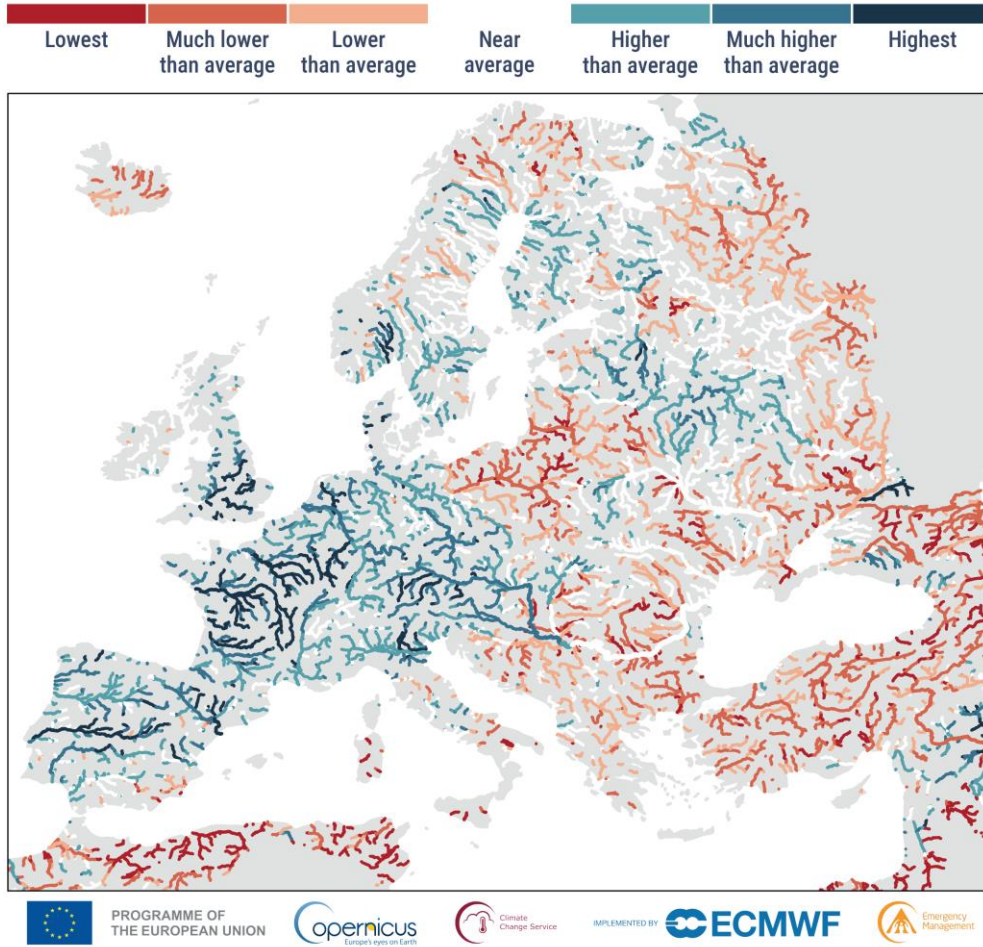 Lowest
Much lower
than average
Lower
than average
Near
average
Higher
than average
Much higher
than average
Highest
PROGRAMME OF
THE EUROPEAN UNION
opernicus
Europe's eyes on Earth
Climate
Change Service
IMPLEMENTED BY
ECMWF
Emergency
Management